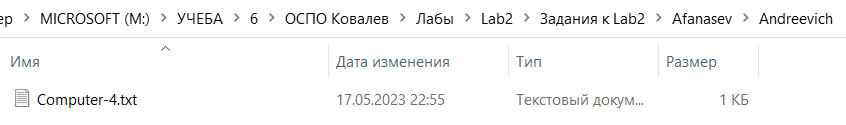 ер > MICROSOFT (M:) > УЧЕБА > 6 > ОСПО Ковалев > Лабы > Lab2 > Задания к Lab2 > Afanasev > Andreevich
Имя Дата изменения Тип Размер
Computer-4.txt 17.05.2023 22:55 Текстовый докум... 1 КБ